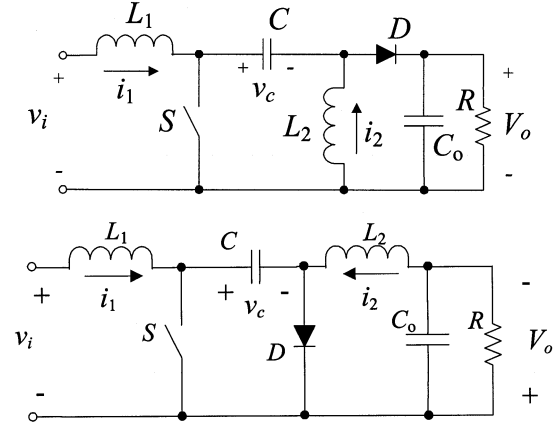 L1 C D
+ i1 + vc - +
vi S L2 i2 Co R Vo
- -
L1 C L2
+ i1 + vc - i2 -
vi S D Co R Vo
- +